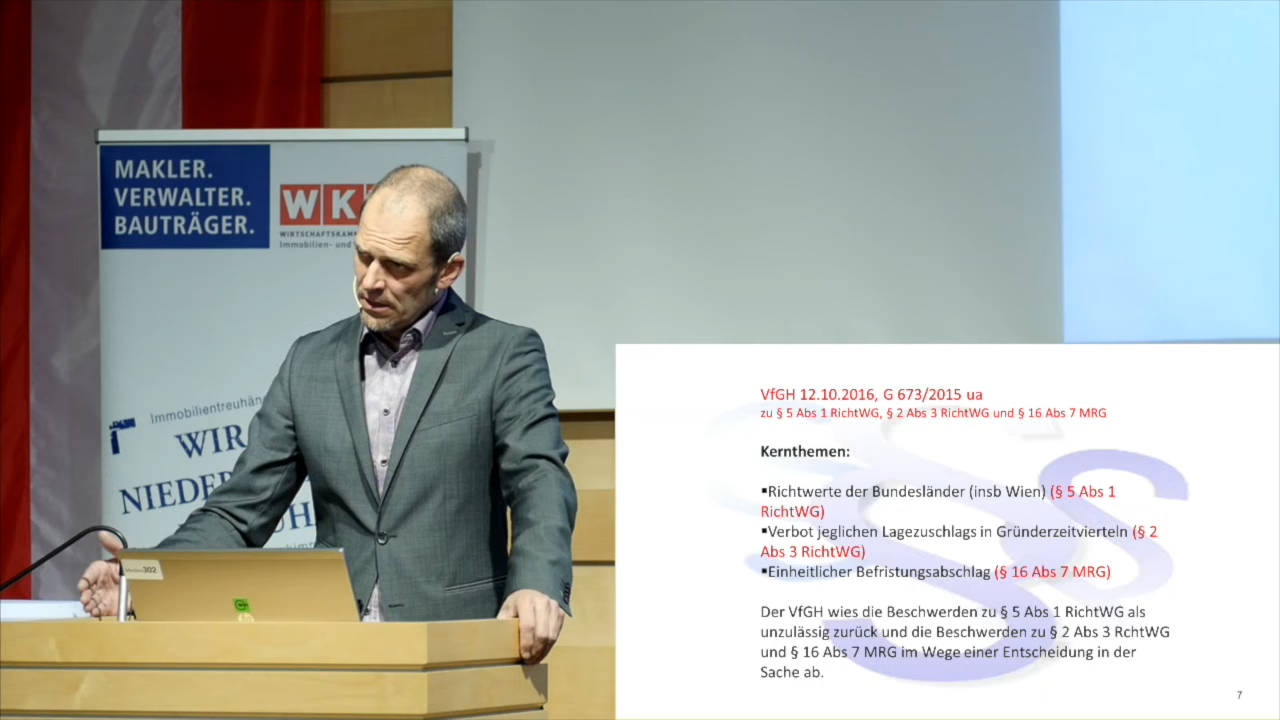 MAKLER.
VERWALTER.
BAUTRÄGER.
WK
WIRTSCHAFTSKAM
Immobilien- und
Immobilientreuhän
WIR
NIEDER
302
VfGH 12.10.2016, G 673/2015 ua
zu § 5 Abs 1 RichtWG, § 2 Abs 3 RichtWG und § 16 Abs 7 MRG
Kernthemen:
▪Richtwerte der Bundesländer (insb Wien) (§ 5 Abs 1
RichtWG)
▪Verbot jeglichen Lagezuschlags in Gründerzeitvierteln (§ 2
Abs 3 RichtWG)
▪Einheitlicher Befristungsabschlag (§ 16 Abs 7 MRG)
Der VfGH wies die Beschwerden zu § 5 Abs 1 RichtWG als
unzulässig zurück und die Beschwerden zu § 2 Abs 3 RchtWG
und § 16 Abs 7 MRG im Wege einer Entscheidung in der
Sache ab.
7